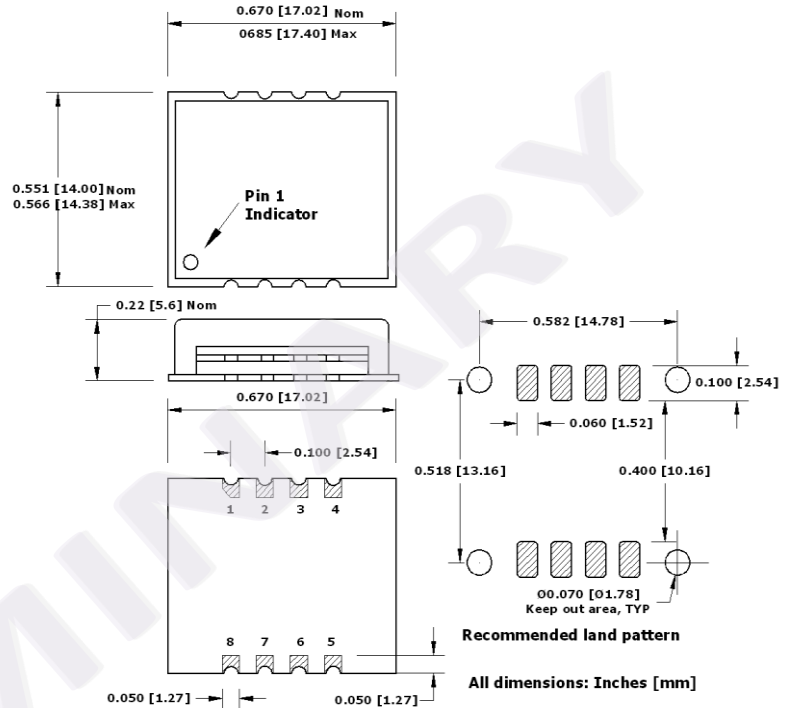 0.670 [17.02] Nom
0685 [17.40] Max
0.551 [14.00] Nom
0.566 [14.38] Max
Pin 1
Indicator
0.22 [5.6] Nom
0.670 [17.02]
0.582 [14.78]
0.100 [2.54]
0.060 [1.52]
0.518 [13.16]
0.400 [10.16]
Ø0.070 [Ø1.78]
Keep out area, TYP
Recommended land pattern
All dimensions: Inches [mm]
0.100 [2.54]
1 2 3 4
8 7 6 5
0.050 [1.27]
0.050 [1.27]
MINARY